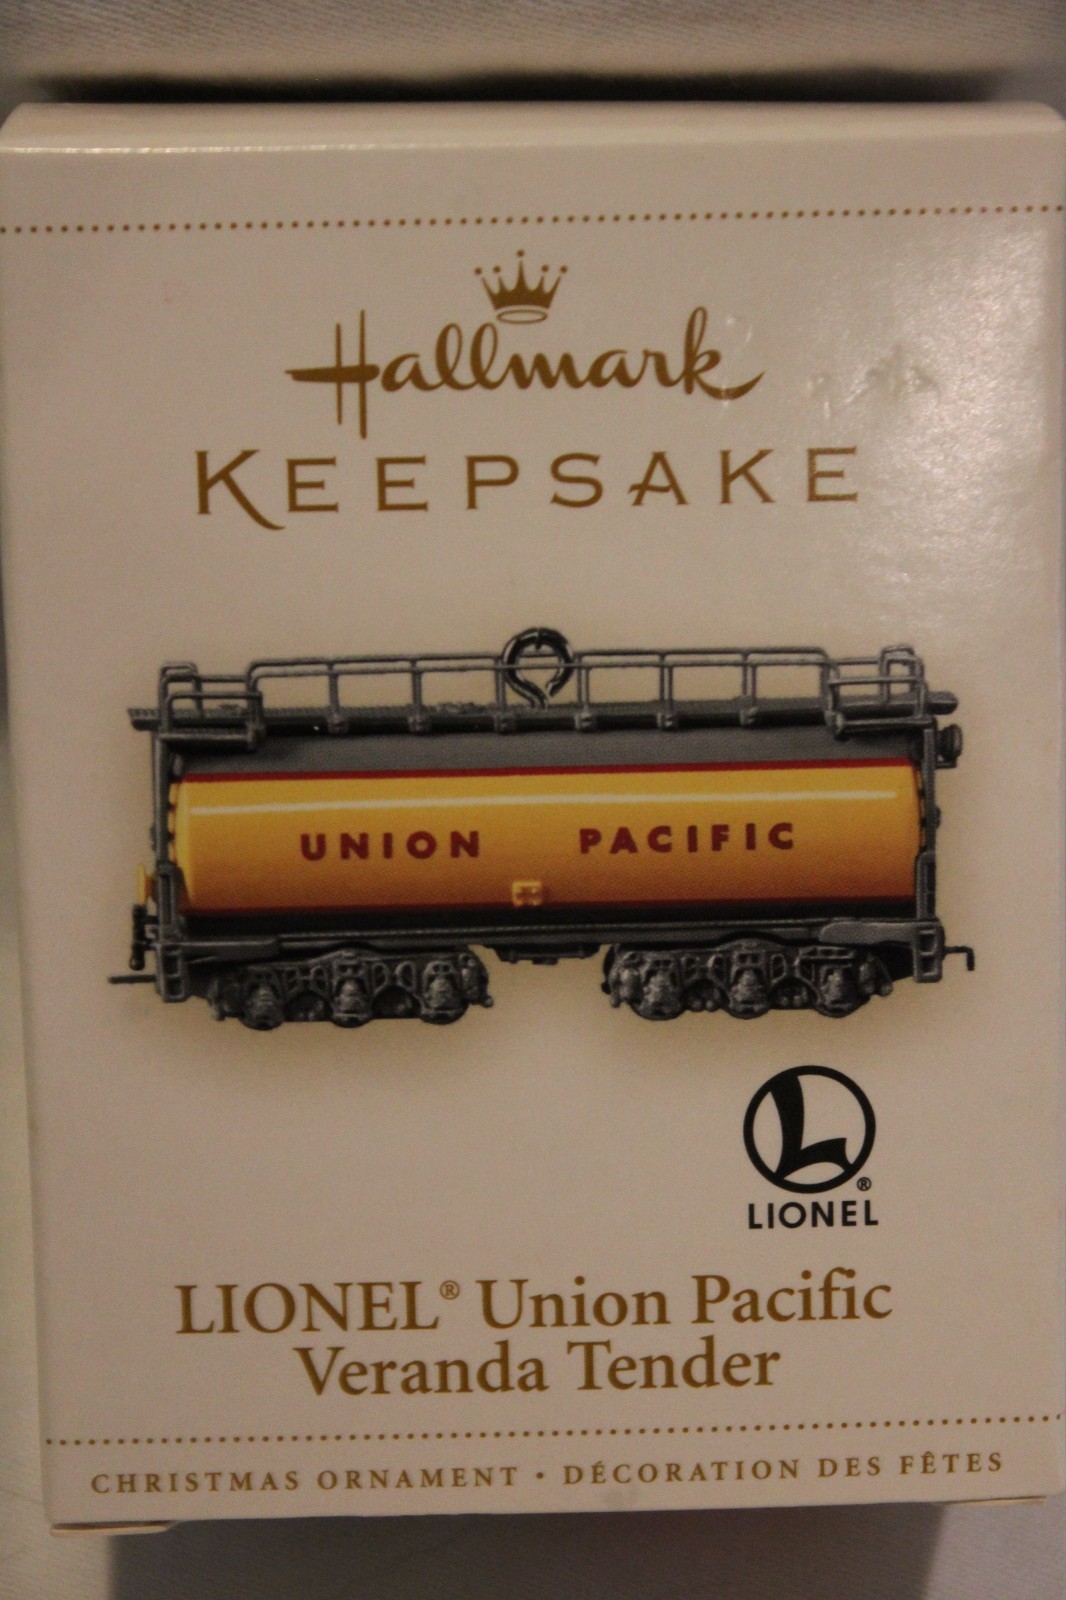 Hallmark
KEEPSAKE
UNION PACIFIC
L®
LIONEL
LIONEL® Union Pacific
Veranda Tender
CHRISTMAS ORNAMENT • DÉCORATION DES FÊTES